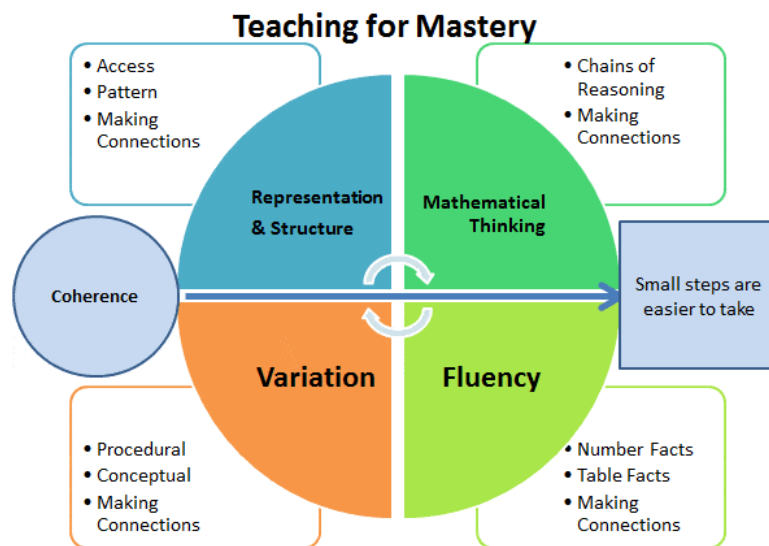 Teaching for Mastery
• Access
• Pattern
• Making
Connections
• Chains of
Reasoning
• Making
Connections
Representation
& Structure
Mathematical
Thinking
Coherence
Small steps are
easier to take
Variation
Fluency
• Procedural
• Conceptual
• Making
Connections
• Number Facts
• Table Facts
• Making
Connections